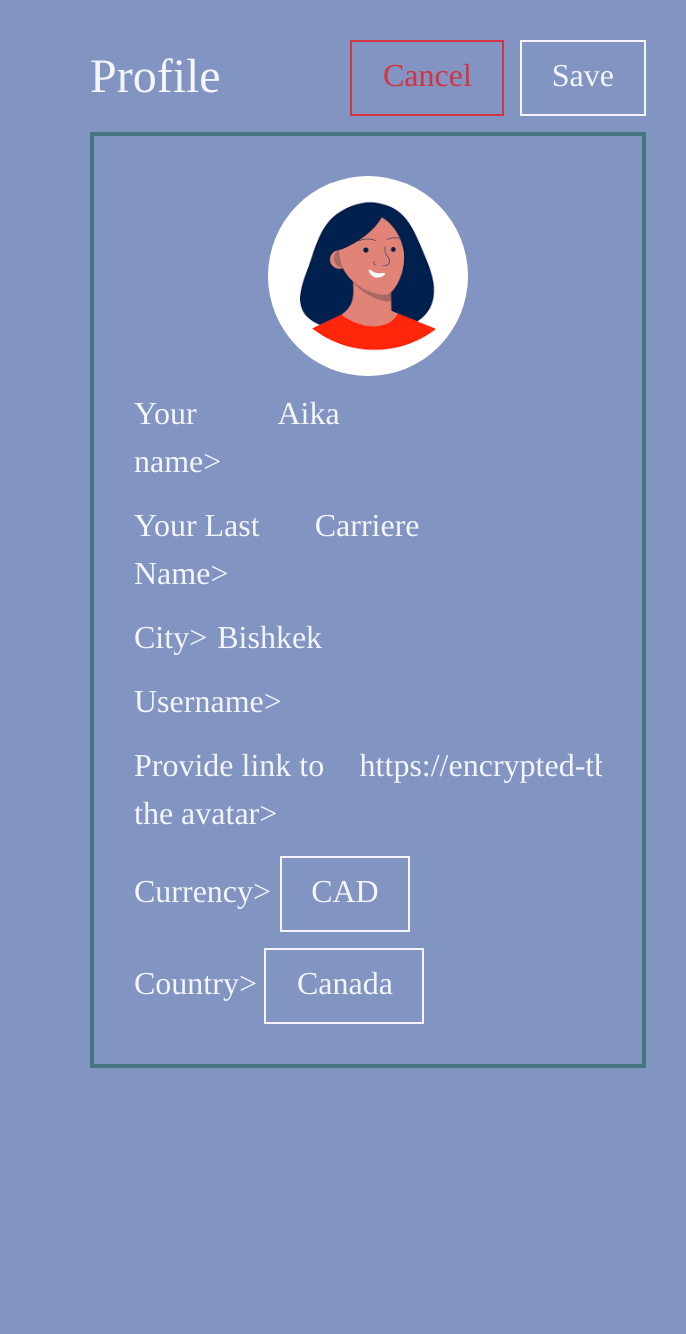 Profile Cancel Save
Your Aika
name>
Your Last Carriere
Name>
City> Bishkek
Username>
Provide link to https://encrypted-t
the avatar>
Currency> CAD
Country> Canada